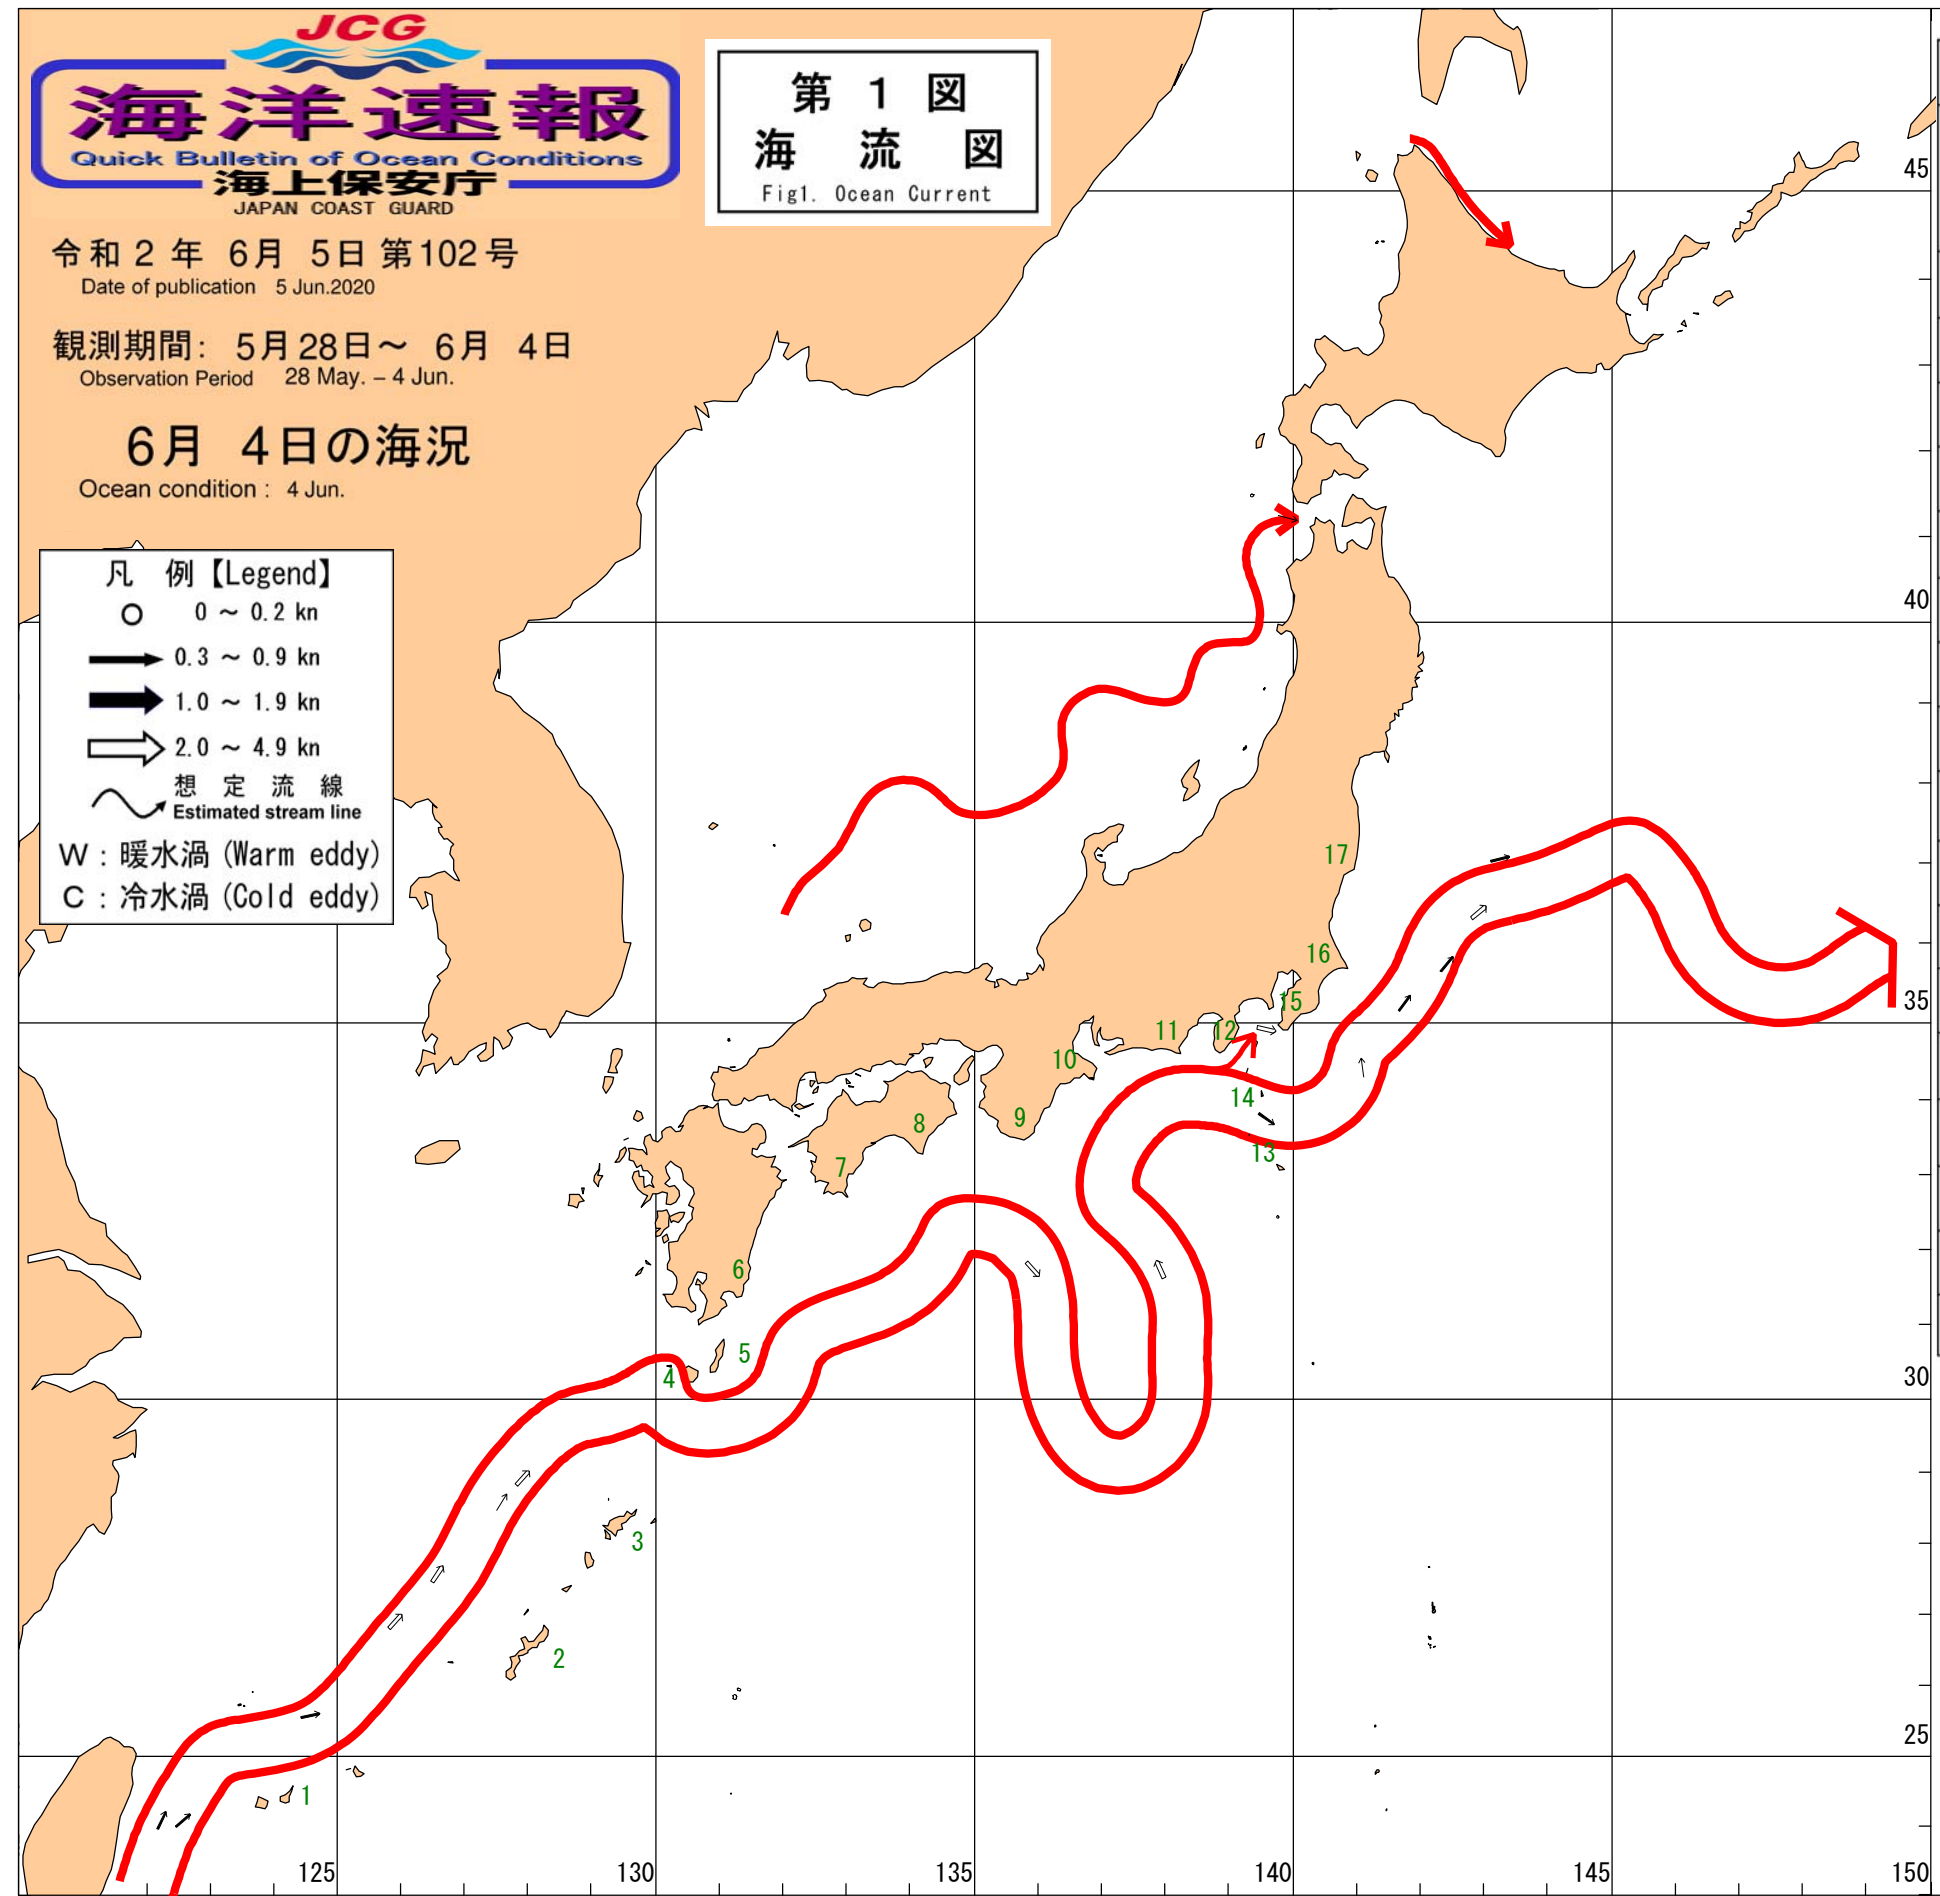 JCG
海洋速報
Quick Bulletin of Ocean Conditions
海上保安庁
JAPAN COAST GUARD
第 1 図
海 流 図
Fig1. Ocean Current
令和 2 年 6月 5日 第102号
Date of publication 5 Jun.2020
観測期間: 5月28日～ 6月 4日
Observation Period 28 May. – 4 Jun.
6月 4日の海況
Ocean condition : 4 Jun.
凡 例【Legend】
0 ～ 0.2 kn
0.3 ～ 0.9 kn
1.0 ～ 1.9 kn
2.0 ～ 4.9 kn
想 定 流 線
Estimated stream line
W : 暖水渦 (Warm eddy)
C : 冷水渦 (Cold eddy)
45
40
17
16
35
15
12
11
10
14
9
8
13
7
6
5
4
30
3
2
25
1
125
130
135
140
145
150